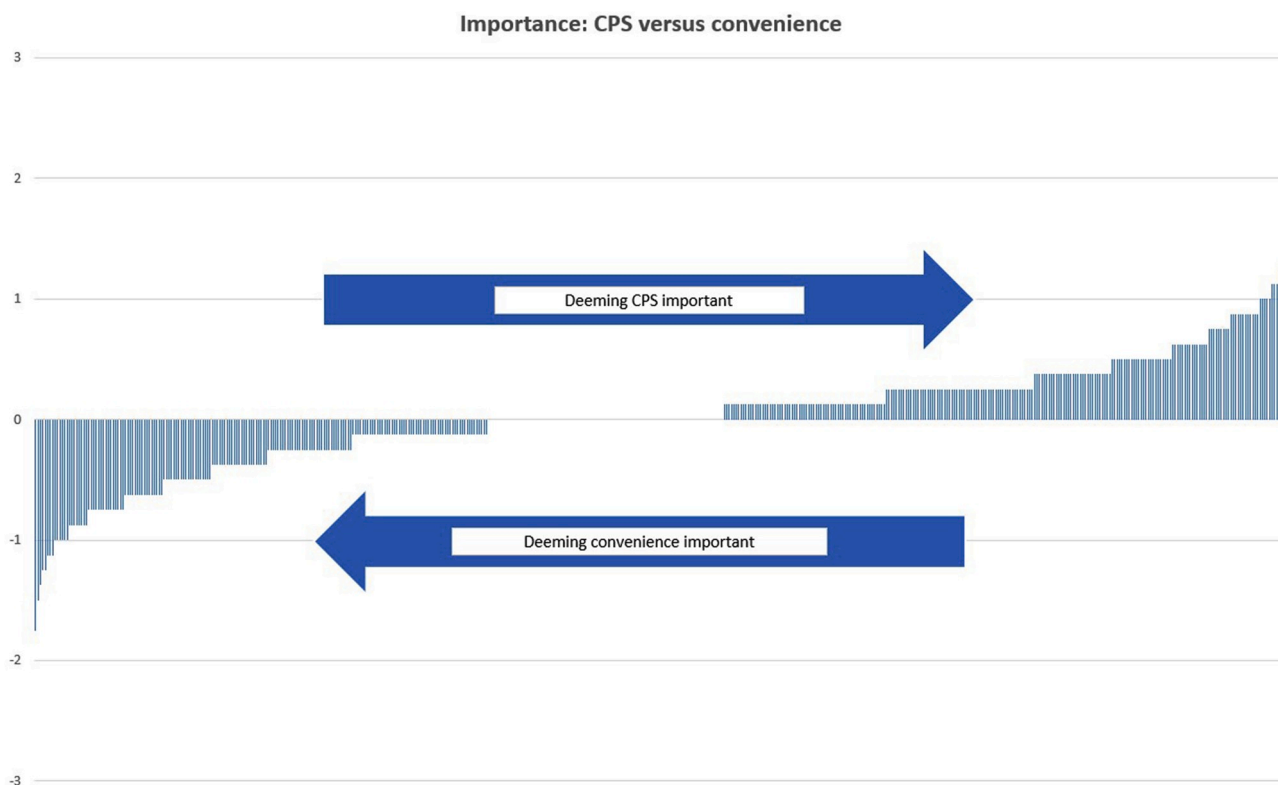 Importance: CPS versus convenience
3
2
1
Deeming CPS important
0
-1
Deeming convenience important
-2
-3